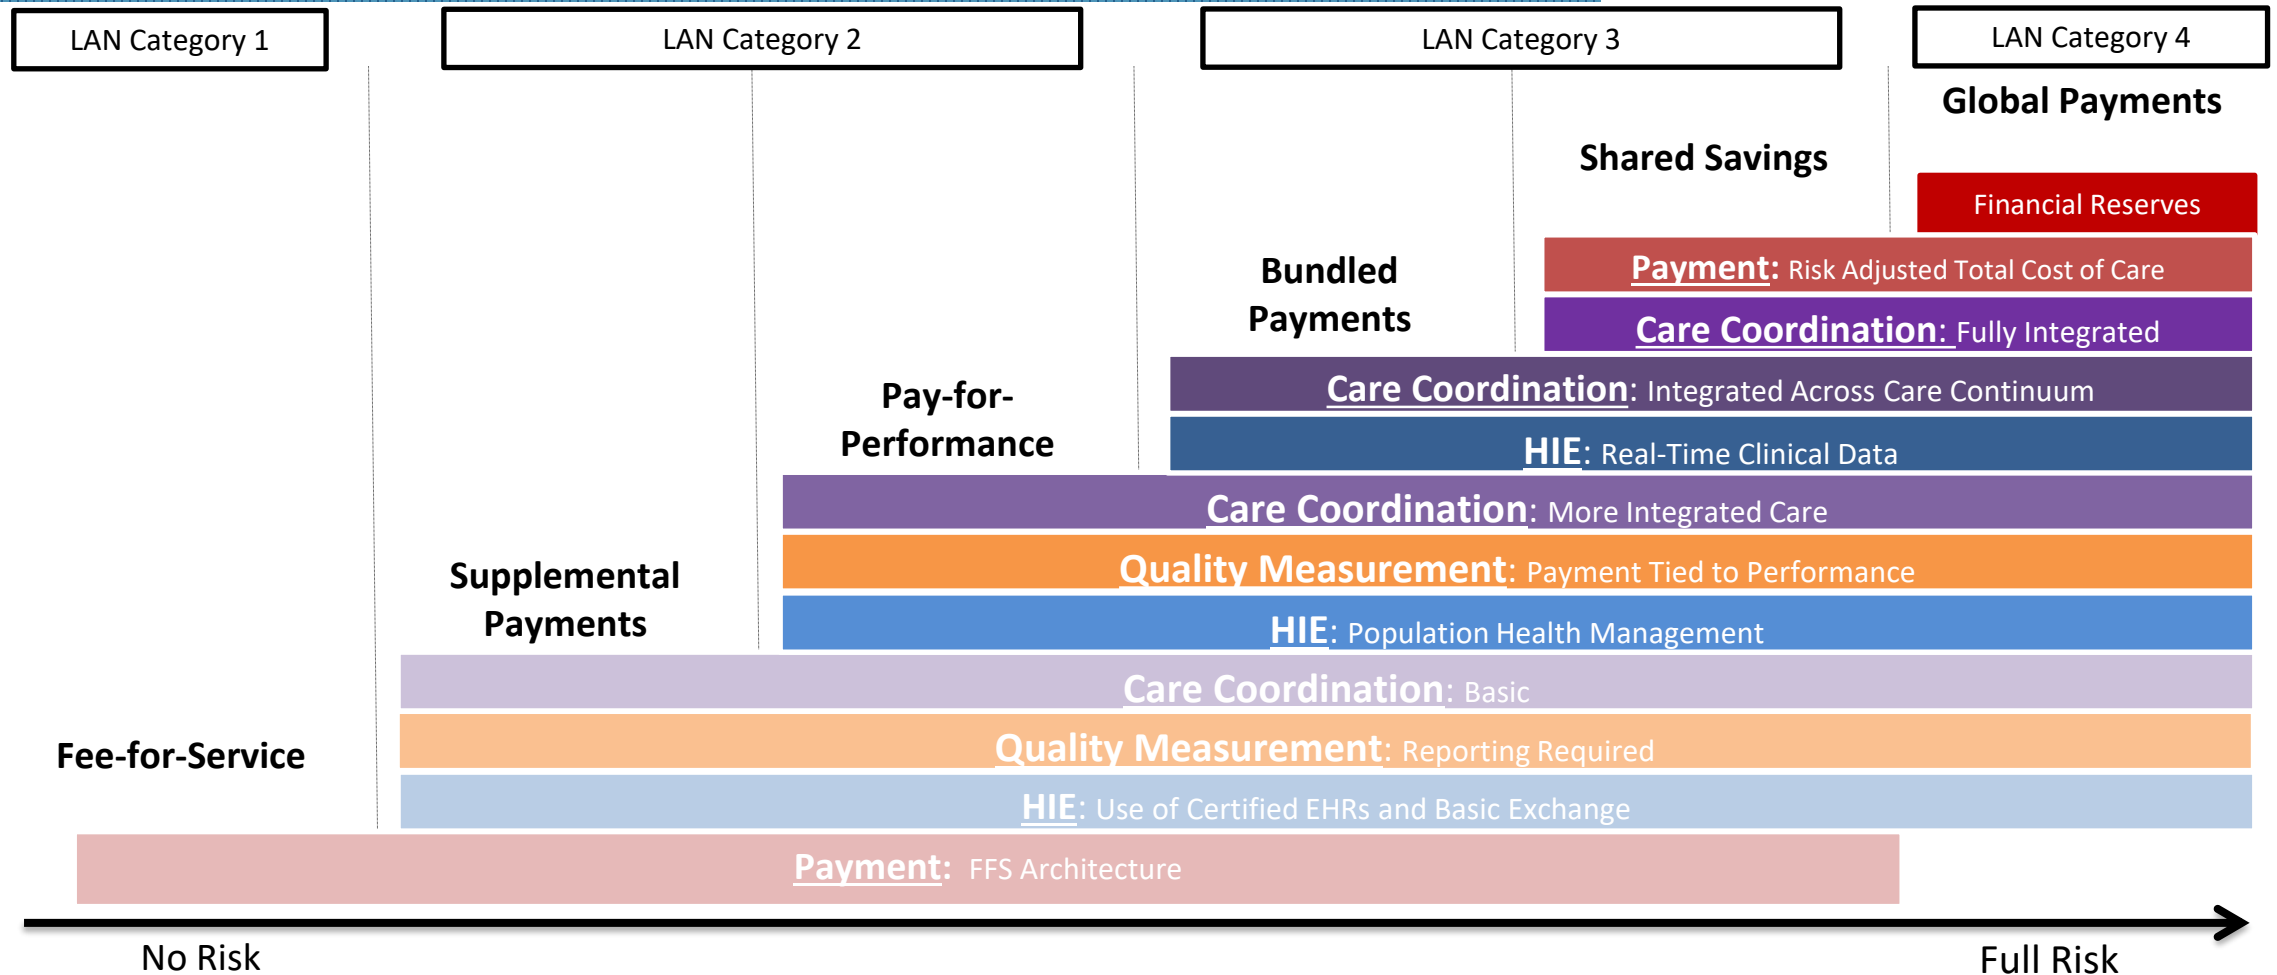 LAN Category 1
LAN Category 2
LAN Category 3
LAN Category 4
Global Payments
Shared Savings
Financial Reserves
Bundled
Payments
Payment: Risk Adjusted Total Cost of Care
Care Coordination: Fully Integrated
Pay-for-
Performance
Care Coordination: Integrated Across Care Continuum
HIE: Real-Time Clinical Data
Care Coordination: More Integrated Care
Supplemental
Payments
Quality Measurement: Payment Tied to Performance
HIE: Population Health Management
Care Coordination: Basic
Fee-for-Service
Quality Measurement: Reporting Required
HIE: Use of Certified EHRs and Basic Exchange
Payment: FFS Architecture
No Risk
Full Risk